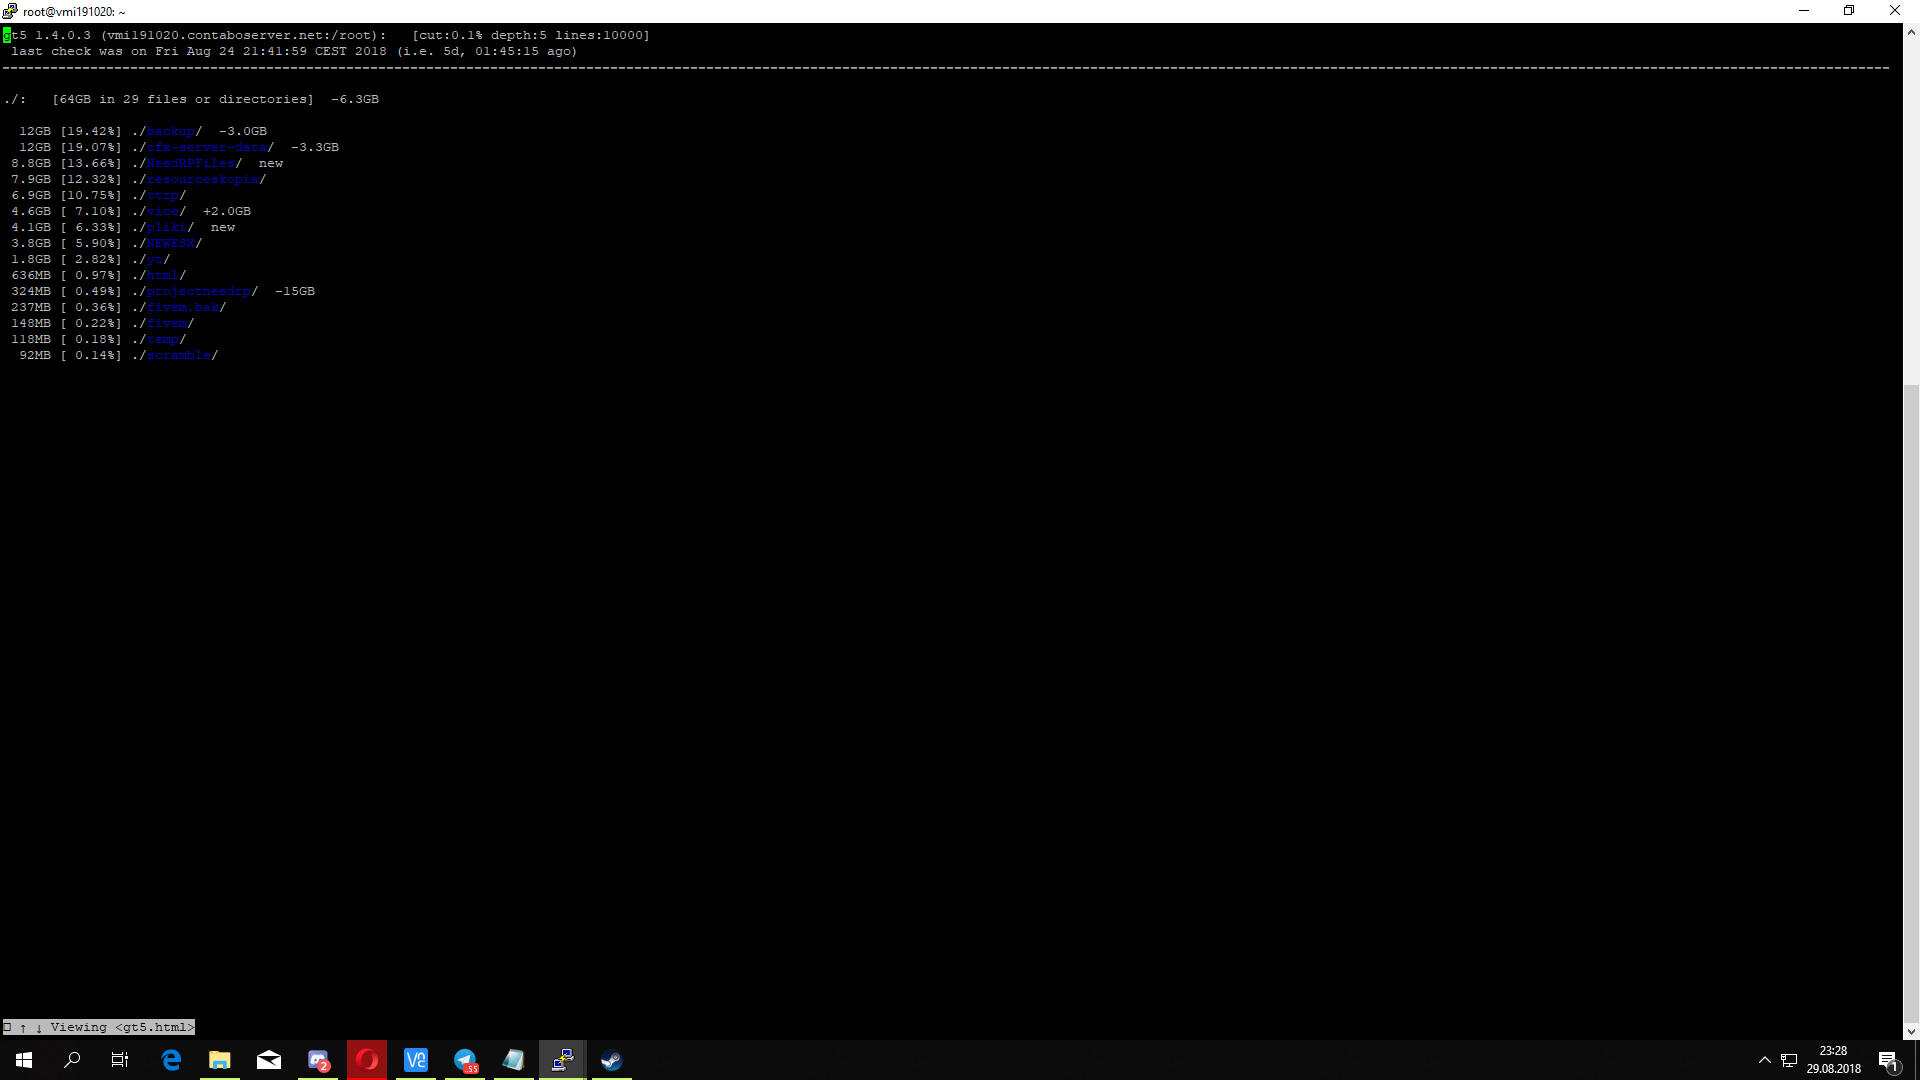 root@vmi191020: ~
gt5 1.4.0.3 (vmi191020.contaboserver.net:/root):   [cut:0.1% depth:5 lines:10000]
last check was on Fri Aug 24 21:41:59 CEST 2018 (i.e. 5d, 01:45:15 ago)
./:   [64GB in 29 files or directories]  -6.3GB
12GB [19.42%] ./backup/  -3.0GB
12GB [19.07%] ./cfx-server-data/  -3.3GB
8.8GB [13.66%] ./NeedRPFiles/  new
7.9GB [12.32%] ./resourceskopia/
6.9GB [10.75%] ./ttrp/
4.6GB [ 7.10%] ./vice/  +2.0GB
4.1GB [ 6.33%] ./pliki/  new
3.8GB [ 5.90%] ./NEWESX/
1.8GB [ 2.82%] ./yt/
636MB [ 0.97%] ./html/
324MB [ 0.49%] ./projectneedrp/  -15GB
237MB [ 0.36%] ./fivem.bak/
148MB [ 0.22%] ./fivem/
118MB [ 0.18%] ./temp/
92MB [ 0.14%] ./scramble/
↑ ↓ Viewing <gt5.html>
2
.ss
23:28
29.08.2018
1